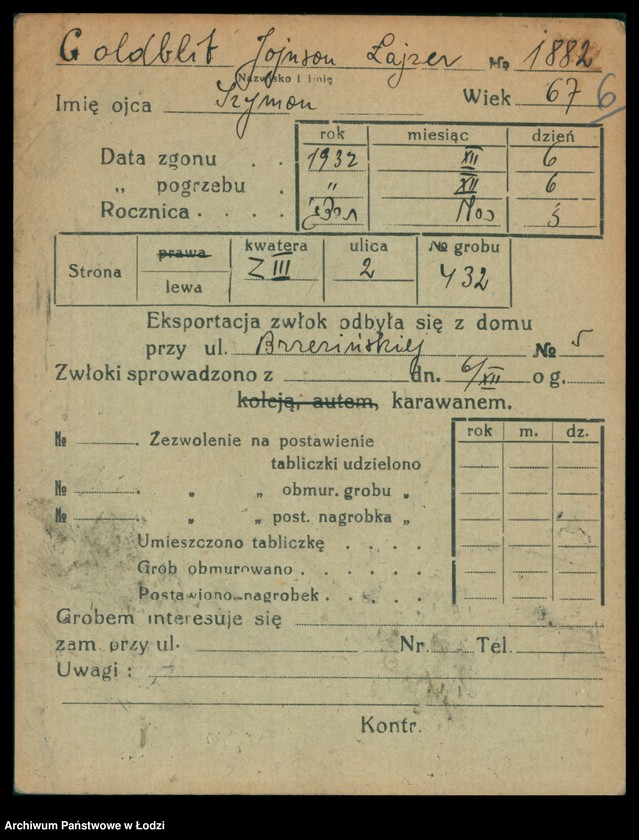 Goldblit Jojnson Lajzer № 1882
Nazwisko i imię
Imię ojca Szymon Wiek 67 6
rok miesiąc dzień
Data zgonu . . 1932 XII 6
„ pogrzebu . „ XII 6
Rocznica . . . .
Strona prawa lewa kwatera Z III ulica 2 № grobu 432
Eksportacja zwłok odbyła się z domu
przy ul. Brzezińskiej № 5
Zwłoki sprowadzono z dn. 6/XII o g.
koleją, autem, karawanem.
rok m. dz.
№ . Zezwolenie na postawienie
tabliczki udzielono
№ . „ „ obmur. grobu „
№ . „ „ post. nagrobka „
Umieszczono tabliczkę . . . .
Grób obmurowano . . . . . .
Postawiono nagrobek . . . . .
Grobem interesuje się
zam. przy ul. Nr. Tel.
Uwagi :
Kontr.
Archiwum Państwowe w Łodzi